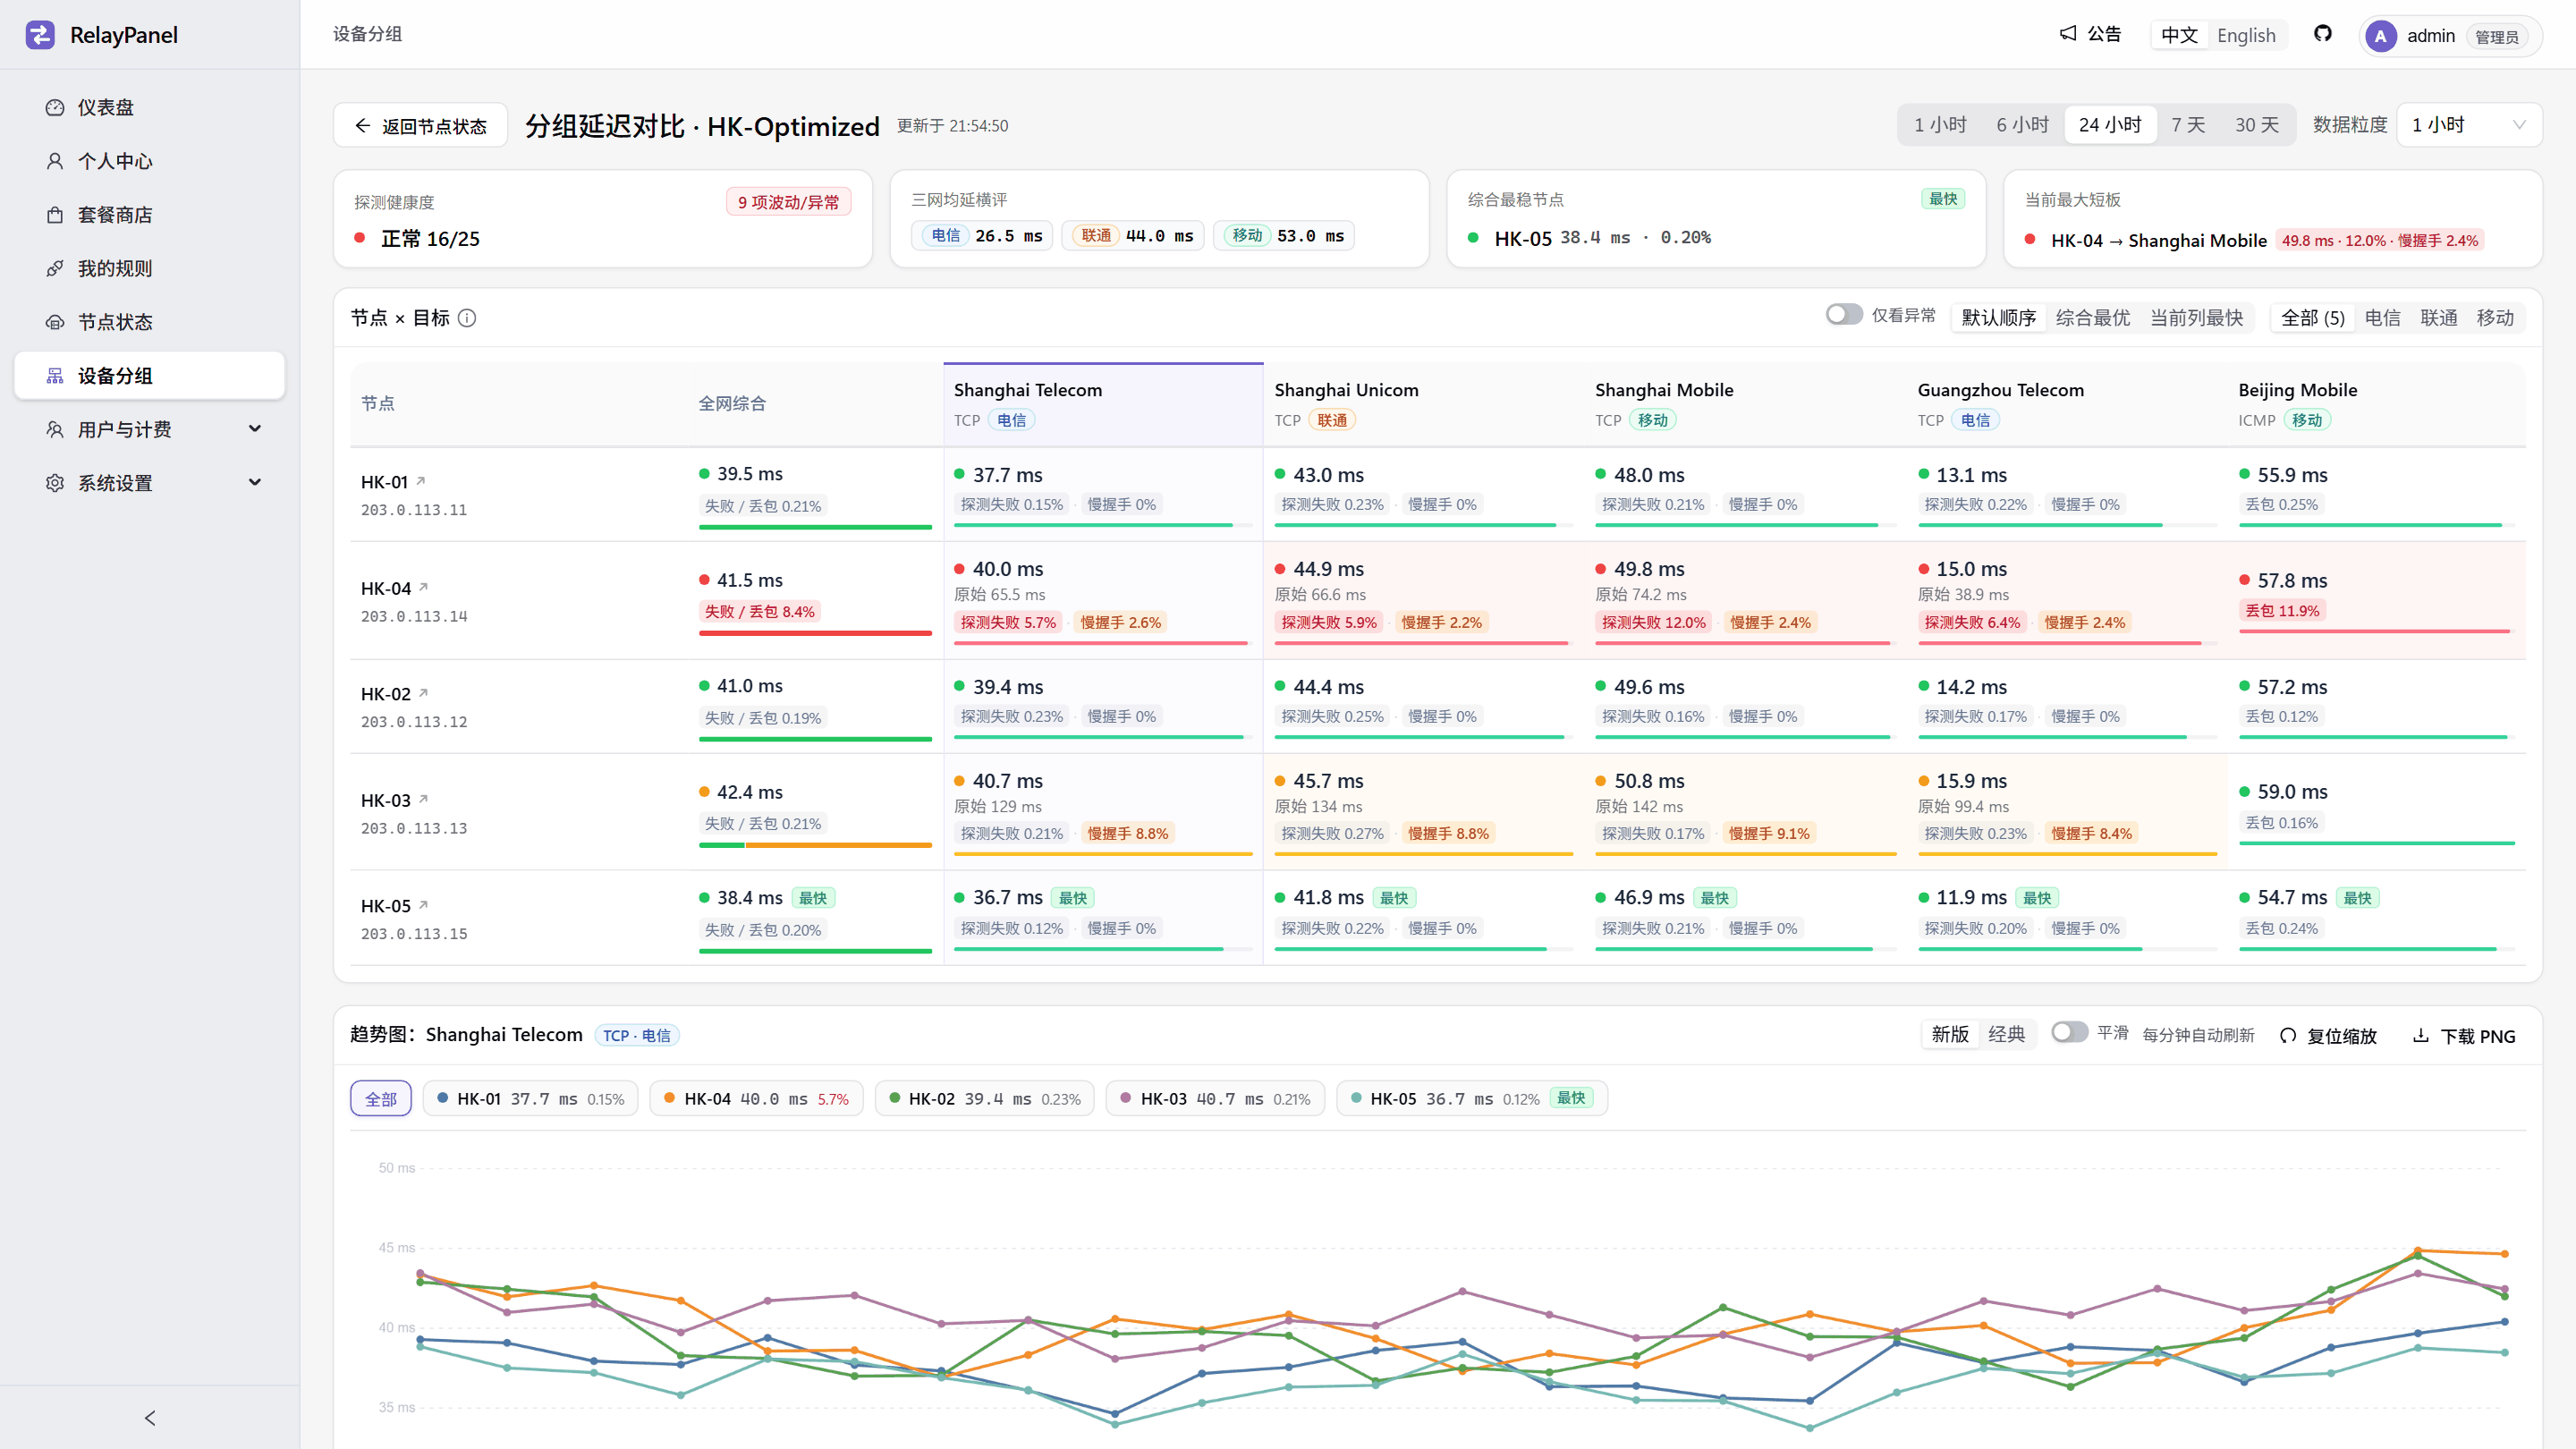 RelayPanel
设备分组
公告
中文 English
A admin 管理员
仪表盘
个人中心
套餐商店
我的规则
节点状态
设备分组
用户与计费
系统设置
返回节点状态
分组延迟对比 · HK-Optimized
更新于 21:54:50
1 小时 6 小时 24 小时 7 天 30 天
数据粒度 1 小时
探测健康度 9 项波动/异常
正常 16/25
三网均延横评
电信 26.5 ms 联通 44.0 ms 移动 53.0 ms
综合最稳节点 最快
HK-05 38.4 ms · 0.20%
当前最大短板
HK-04 → Shanghai Mobile 49.8 ms · 12.0% · 慢握手 2.4%
节点 × 目标
仅看异常 默认顺序 综合最优 当前列最快 全部 (5) 电信 联通 移动
节点 全网综合
Shanghai Telecom Shanghai Unicom Shanghai Mobile Guangzhou Telecom Beijing Mobile
TCP 电信 TCP 联通 TCP 移动 TCP 电信 ICMP 移动
HK-01 39.5 ms 37.7 ms 43.0 ms 48.0 ms 13.1 ms 55.9 ms
203.0.113.11 失败 / 丢包 0.21% 探测失败 0.15% · 慢握手 0% 探测失败 0.23% · 慢握手 0% 探测失败 0.21% · 慢握手 0% 探测失败 0.22% · 慢握手 0% 丢包 0.25%
HK-04 41.5 ms 40.0 ms 44.9 ms 49.8 ms 15.0 ms 57.8 ms
原始 65.5 ms 原始 66.6 ms 原始 74.2 ms 原始 38.9 ms
203.0.113.14 失败 / 丢包 8.4% 探测失败 5.7% · 慢握手 2.6% 探测失败 5.9% · 慢握手 2.2% 探测失败 12.0% · 慢握手 2.4% 探测失败 6.4% · 慢握手 2.4% 丢包 11.9%
HK-02 41.0 ms 39.4 ms 44.4 ms 49.6 ms 14.2 ms 57.2 ms
203.0.113.12 失败 / 丢包 0.19% 探测失败 0.23% · 慢握手 0% 探测失败 0.25% · 慢握手 0% 探测失败 0.16% · 慢握手 0% 探测失败 0.17% · 慢握手 0% 丢包 0.12%
HK-03 42.4 ms 40.7 ms 45.7 ms 50.8 ms 15.9 ms 59.0 ms
原始 129 ms 原始 134 ms 原始 142 ms 原始 99.4 ms
203.0.113.13 失败 / 丢包 0.21% 探测失败 0.21% · 慢握手 8.8% 探测失败 0.27% · 慢握手 8.8% 探测失败 0.17% · 慢握手 9.1% 探测失败 0.23% · 慢握手 8.4% 丢包 0.16%
HK-05 38.4 ms 最快 36.7 ms 最快 41.8 ms 最快 46.9 ms 最快 11.9 ms 最快 54.7 ms 最快
203.0.113.15 失败 / 丢包 0.20% 探测失败 0.12% · 慢握手 0% 探测失败 0.22% · 慢握手 0% 探测失败 0.21% · 慢握手 0% 探测失败 0.20% · 慢握手 0% 丢包 0.24%
趋势图：Shanghai Telecom TCP · 电信
新版 经典 平滑 每分钟自动刷新 复位缩放 下载 PNG
全部 HK-01 37.7 ms 0.15% HK-04 40.0 ms 5.7% HK-02 39.4 ms 0.23% HK-03 40.7 ms 0.21% HK-05 36.7 ms 0.12% 最快
50 ms
45 ms
40 ms
35 ms